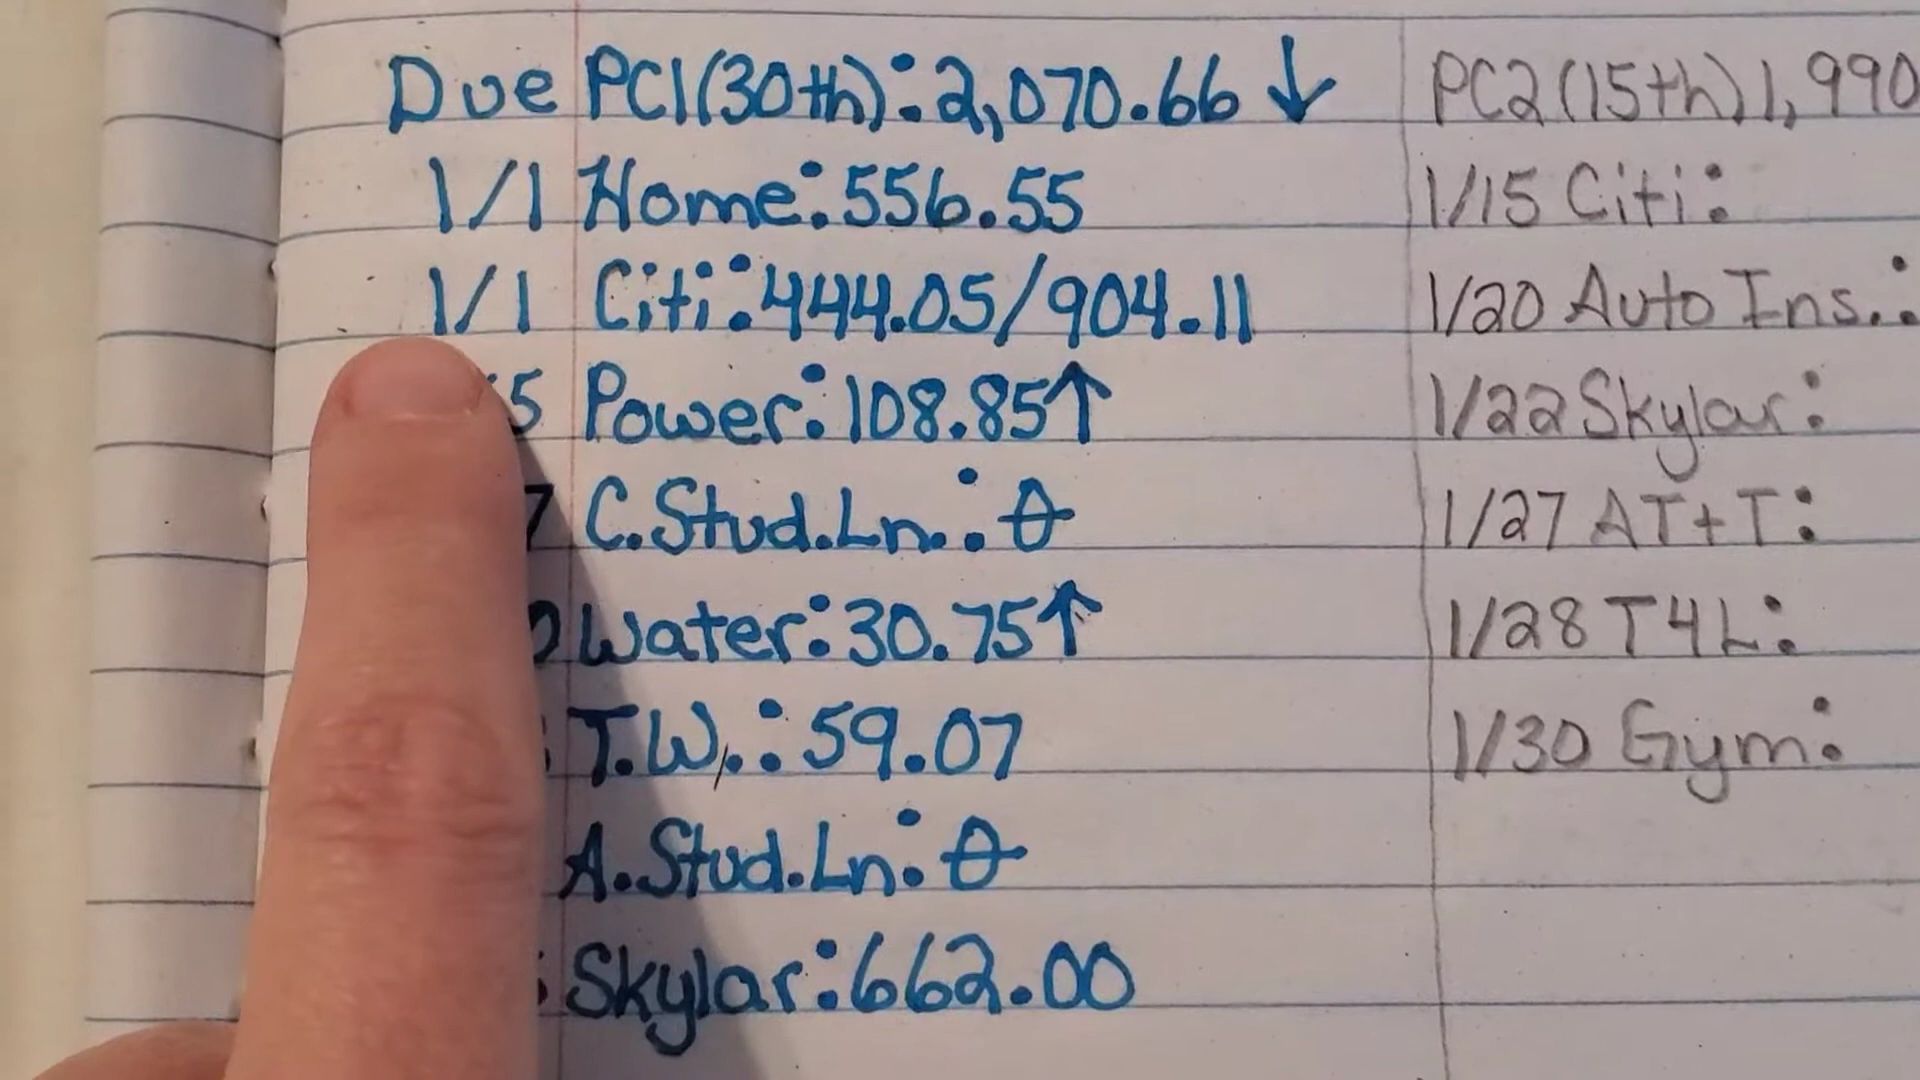 Due PC1(30th): 2,070.66 ↓
1/1 Home: 556.55
1/1 Citi: 444.05/904.11
5 Power: 108.85↑
7 C.Stud.Ln.: θ
Water: 30.75↑
T.W.: 59.07
A.Stud.Ln: θ
Skylar: 662.00
PC2 (15th) 1,990
1/15 Citi:
1/20 Auto Ins.:
1/22 Skylar:
1/27 AT+T:
1/28 T4L:
1/30 Gym: